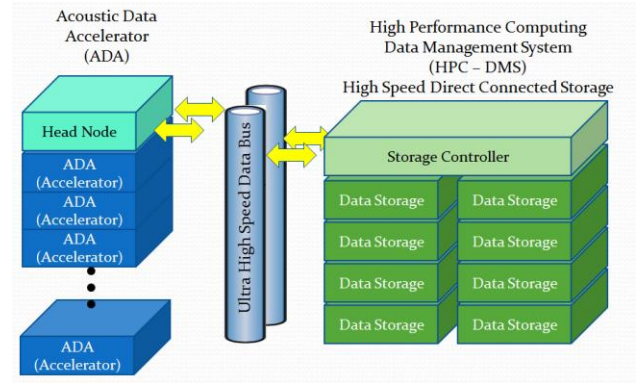 Acoustic Data
Accelerator
(ADA)
High Performance Computing
Data Management System
(HPC – DMS)
High Speed Direct Connected Storage
Head Node
ADA
(Accelerator)
ADA
(Accelerator)
ADA
(Accelerator)
ADA
(Accelerator)
Ultra High Speed Data Bus
Storage Controller
Data Storage
Data Storage
Data Storage
Data Storage
Data Storage
Data Storage
Data Storage
Data Storage